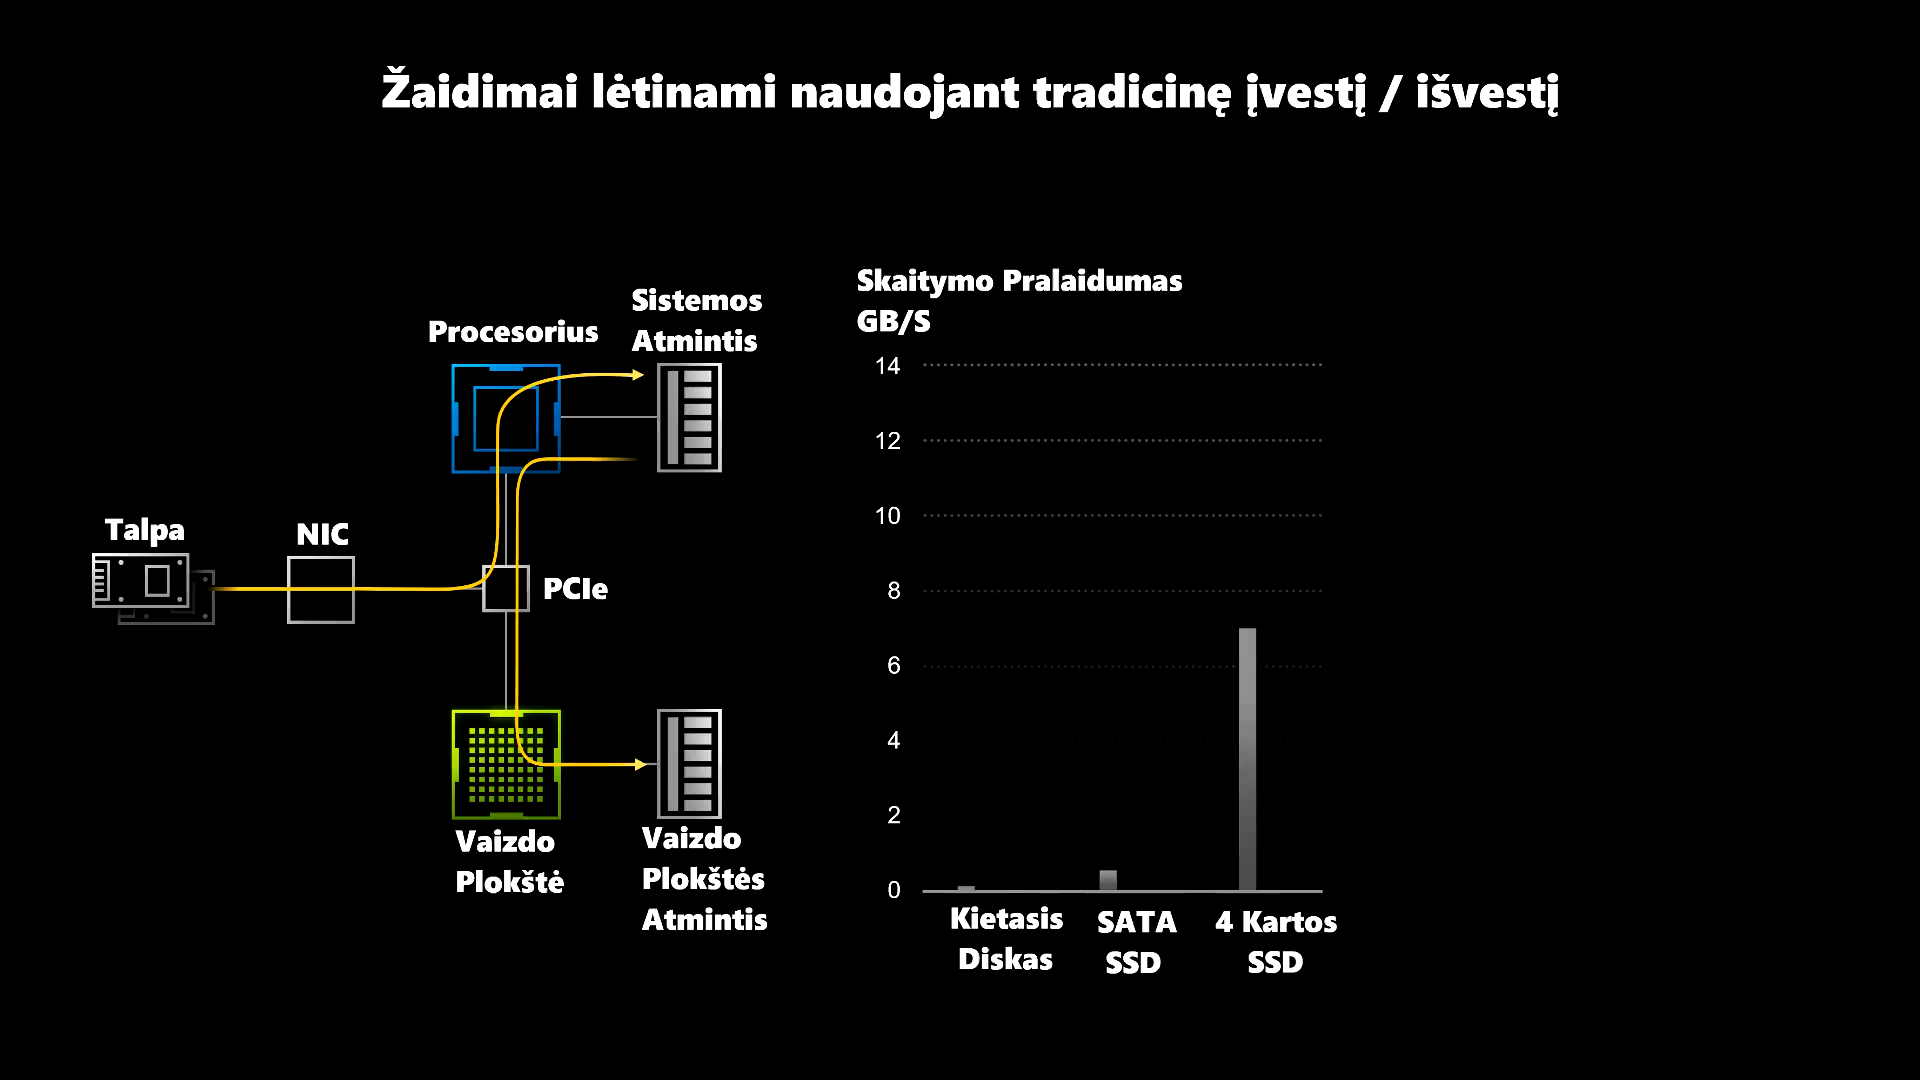 Žaidimai lėtinami naudojant tradicinę įvestį / išvestį
Procesorius
Sistemos
Atmintis
Talpa
NIC
PCIe
Vaizdo
Plokštė
Vaizdo
Plokštės
Atmintis
Skaitymo Pralaidumas
GB/S
14
12
10
8
6
4
2
0
Kietasis
Diskas
SATA
SSD
4 Kartos
SSD